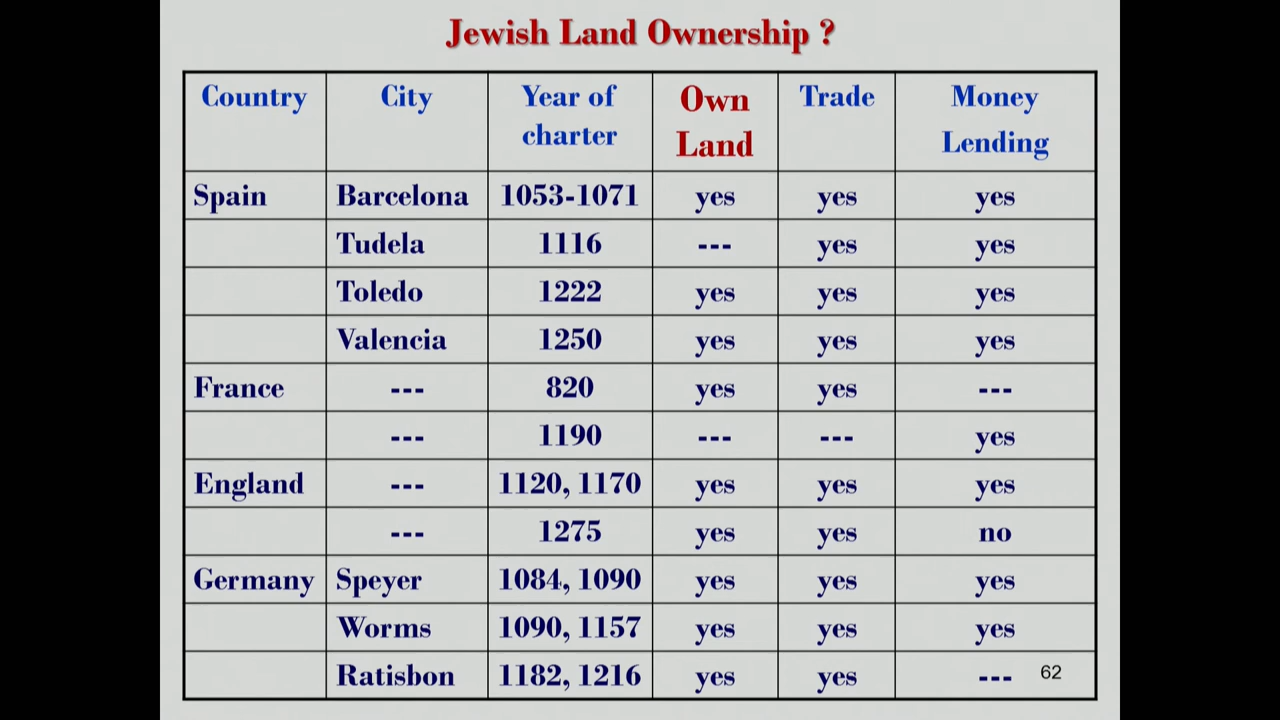 Jewish Land Ownership ?
Country City Year of charter Own Land Trade Money Lending
Spain Barcelona 1053-1071 yes yes yes
Tudela 1116 --- yes yes
Toledo 1222 yes yes yes
Valencia 1250 yes yes yes
France --- 820 yes yes ---
--- 1190 --- --- yes
England --- 1120, 1170 yes yes yes
--- 1275 yes yes no
Germany Speyer 1084, 1090 yes yes yes
Worms 1090, 1157 yes yes yes
Ratisbon 1182, 1216 yes yes --- 62